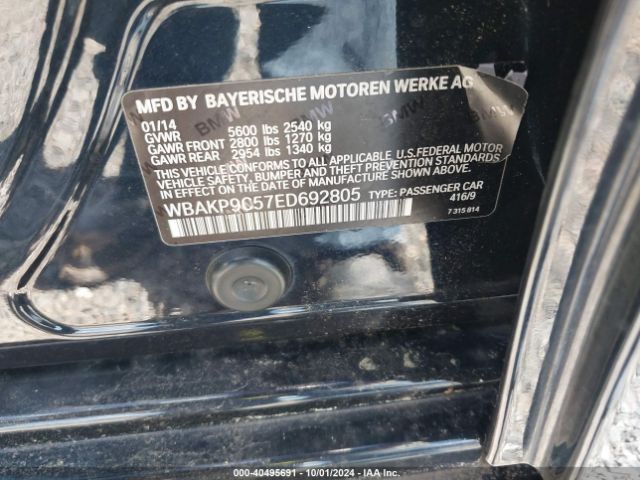 MFD BY BAYERISCHE MOTOREN WERKE AG
01/14
GVWR 5600 lbs 2540 kg
GAWR FRONT 2800 lbs 1270 kg
GAWR REAR 2954 lbs 1340 kg
THIS VEHICLE CONFORMS TO ALL APPLICABLE U.S.FEDERAL MOTOR
VEHICLE SAFETY, BUMPER, AND THEFT PREVENTION STANDARDS
IN EFFECT ON THE DATE OF MANUFACTURE SHOWN ABOVE.
WBAKP9C57ED692805 TYPE: PASSENGER CAR
416/9
7 315 814
BMW
BMW
BMW
000-40495691 - 10/01/2024 - IAA Inc.